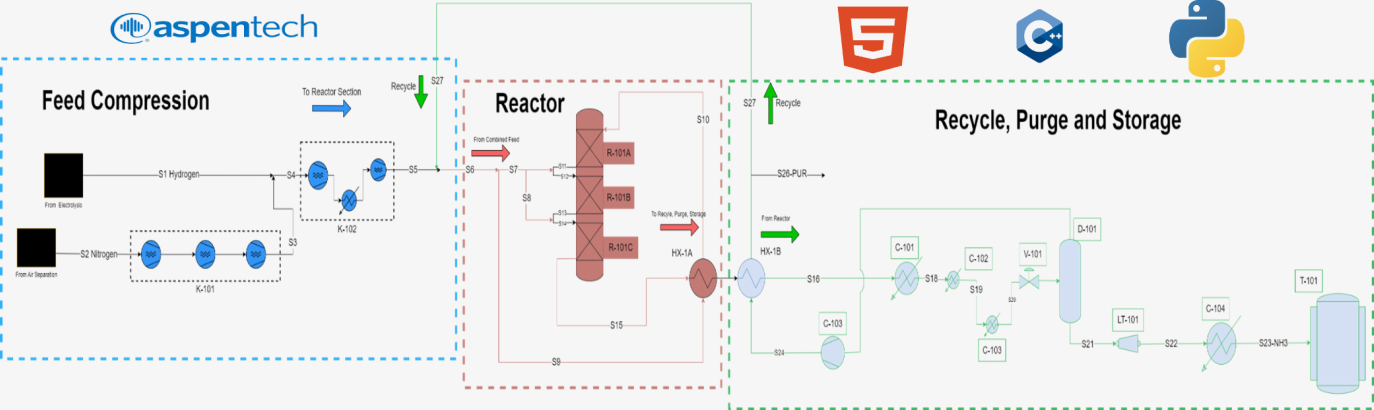 aspentech
5
C++
Feed Compression
To Reactor Section
Recycle
S27
From Electrolysis
S1 Hydrogen
S4
K-102
S5
From Air Separation
S2 Nitrogen
S3
K-101
Reactor
From Combined Feed
S6
S7
S8
S11
S12
S13
S14
R-101A
R-101B
R-101C
S10
To Recyle, Purge, Storage
HX-1A
S15
S9
Recycle, Purge and Storage
S27
Recycle
S26-PUR
From Reactor
HX-1B
S16
C-101
S18
C-102
S19
C-103
S20
V-101
D-101
C-103
S24
S21
LT-101
S22
C-104
S23-NH3
T-101